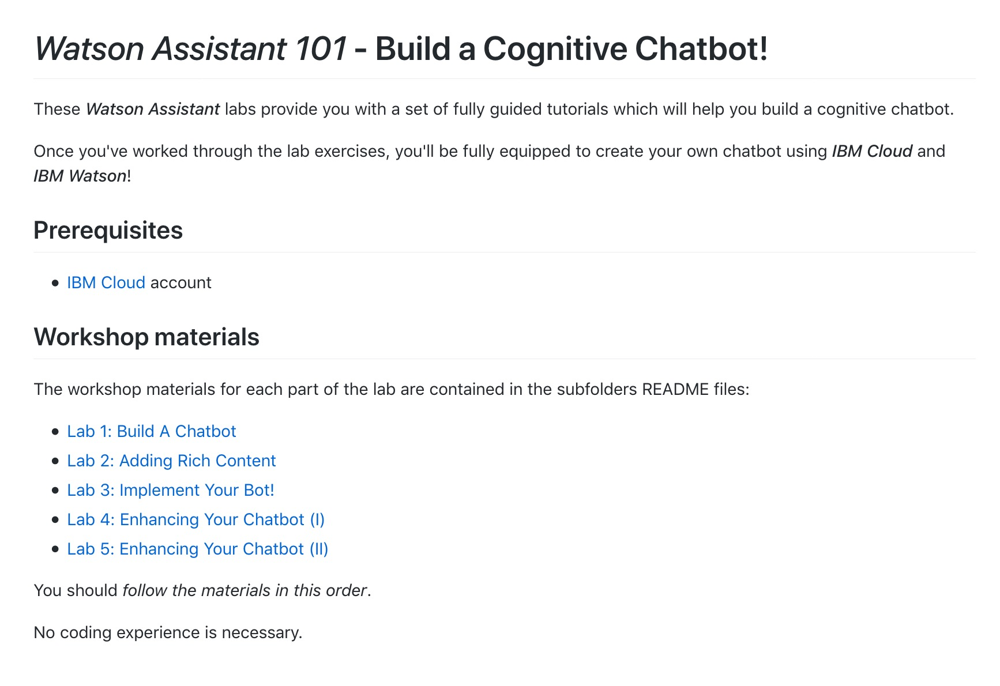 Watson Assistant 101 - Build a Cognitive Chatbot!
These Watson Assistant labs provide you with a set of fully guided tutorials which will help you build a cognitive chatbot.
Once you've worked through the lab exercises, you'll be fully equipped to create your own chatbot using IBM Cloud and
IBM Watson!
Prerequisites
• IBM Cloud account
Workshop materials
The workshop materials for each part of the lab are contained in the subfolders README files:
• Lab 1: Build A Chatbot
• Lab 2: Adding Rich Content
• Lab 3: Implement Your Bot!
• Lab 4: Enhancing Your Chatbot (I)
• Lab 5: Enhancing Your Chatbot (II)
You should follow the materials in this order.
No coding experience is necessary.